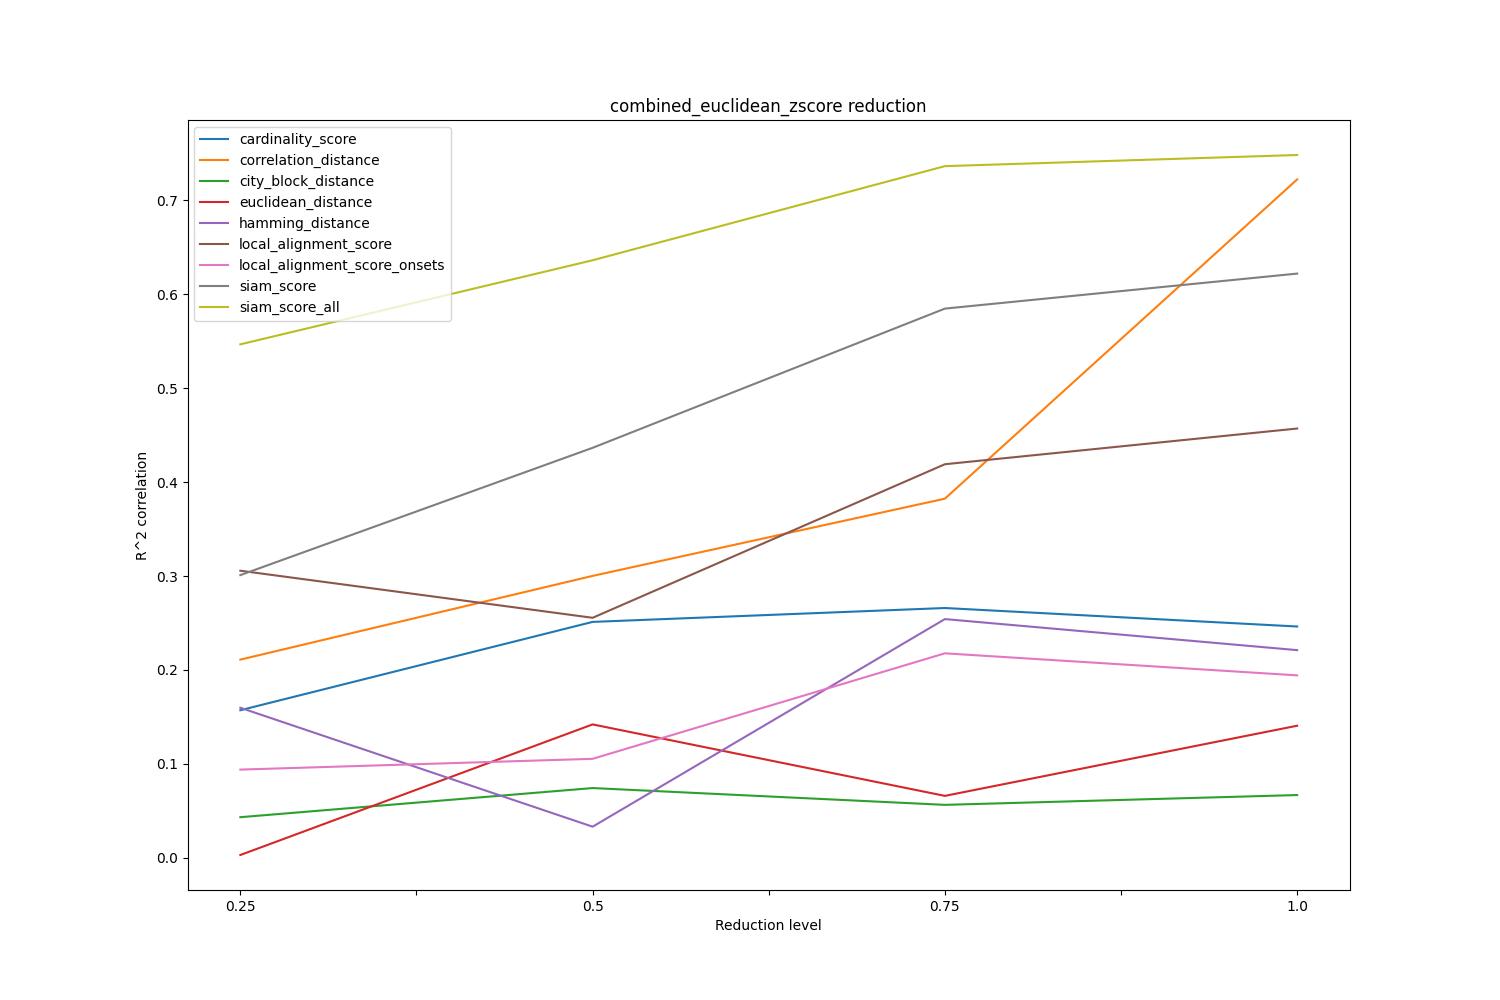 combined_euclidean_zscore reduction
cardinality_score
correlation_distance
city_block_distance
euclidean_distance
hamming_distance
local_alignment_score
local_alignment_score_onsets
siam_score
siam_score_all
0.7
0.6
0.5
0.4
0.3
0.2
0.1
0.0
R^2 correlation
0.25 0.5 0.75 1.0
Reduction level